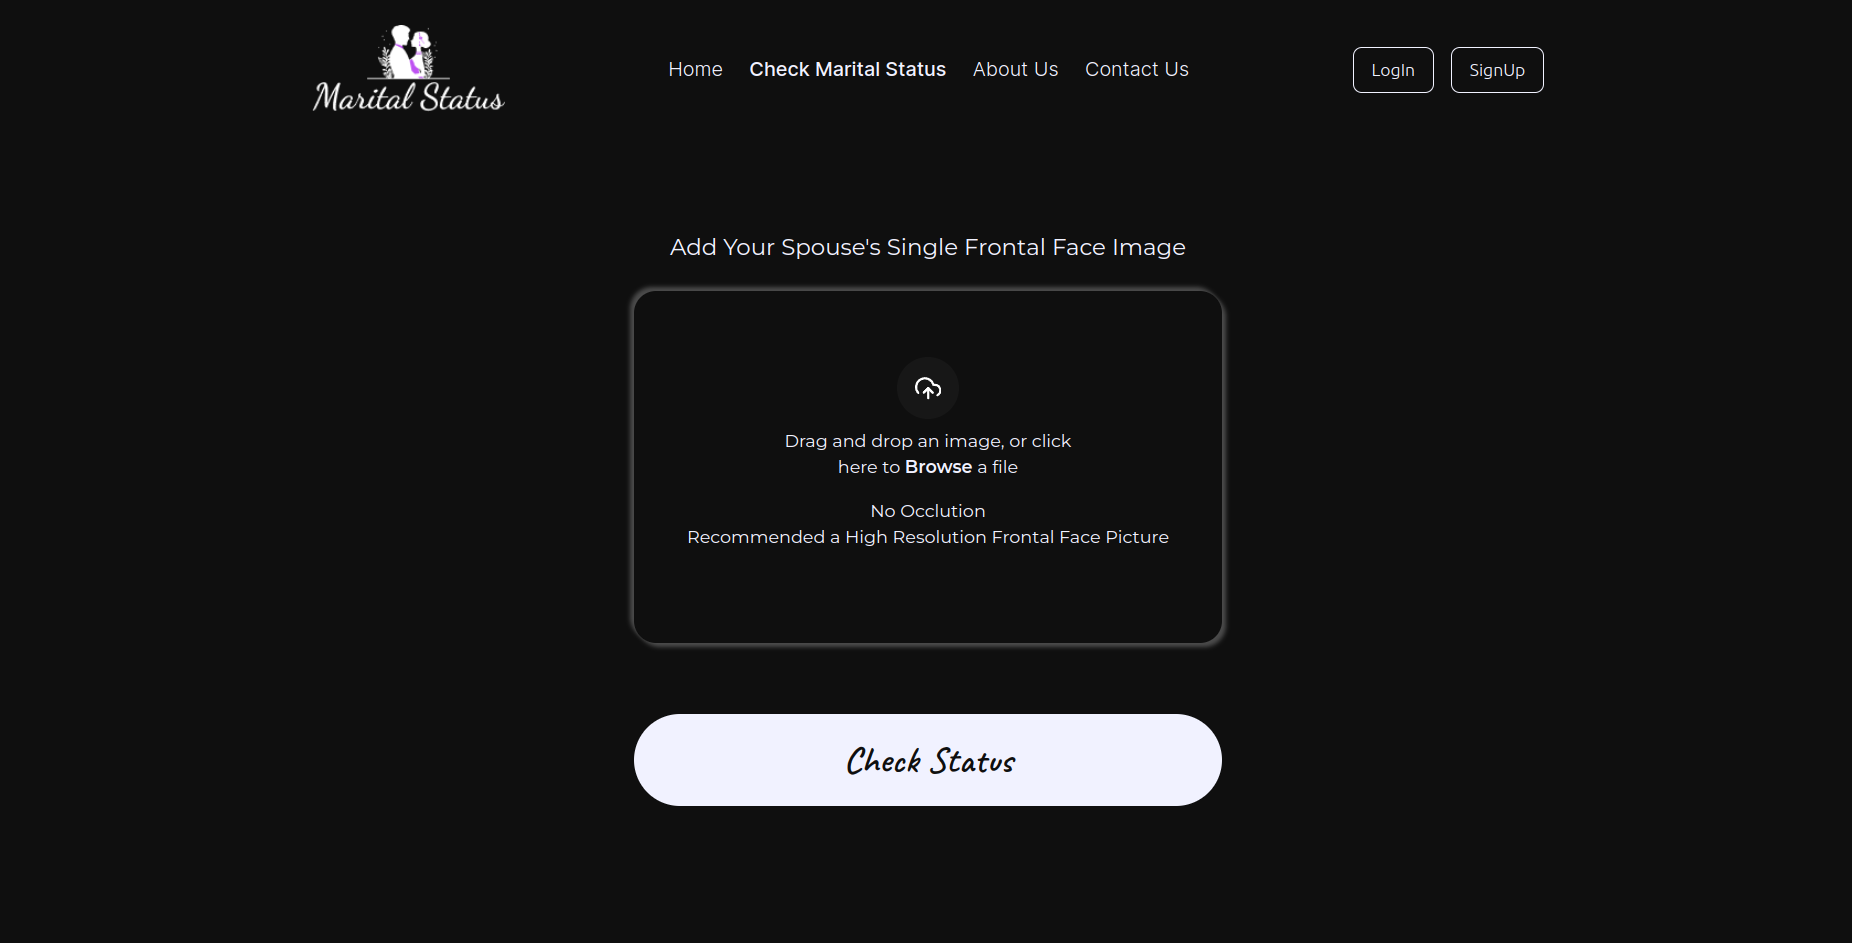 Marital Status
Home Check Marital Status About Us Contact Us
LogIn SignUp
Add Your Spouse's Single Frontal Face Image
Drag and drop an image, or click
here to Browse a file
No Occlution
Recommended a High Resolution Frontal Face Picture
Check Status